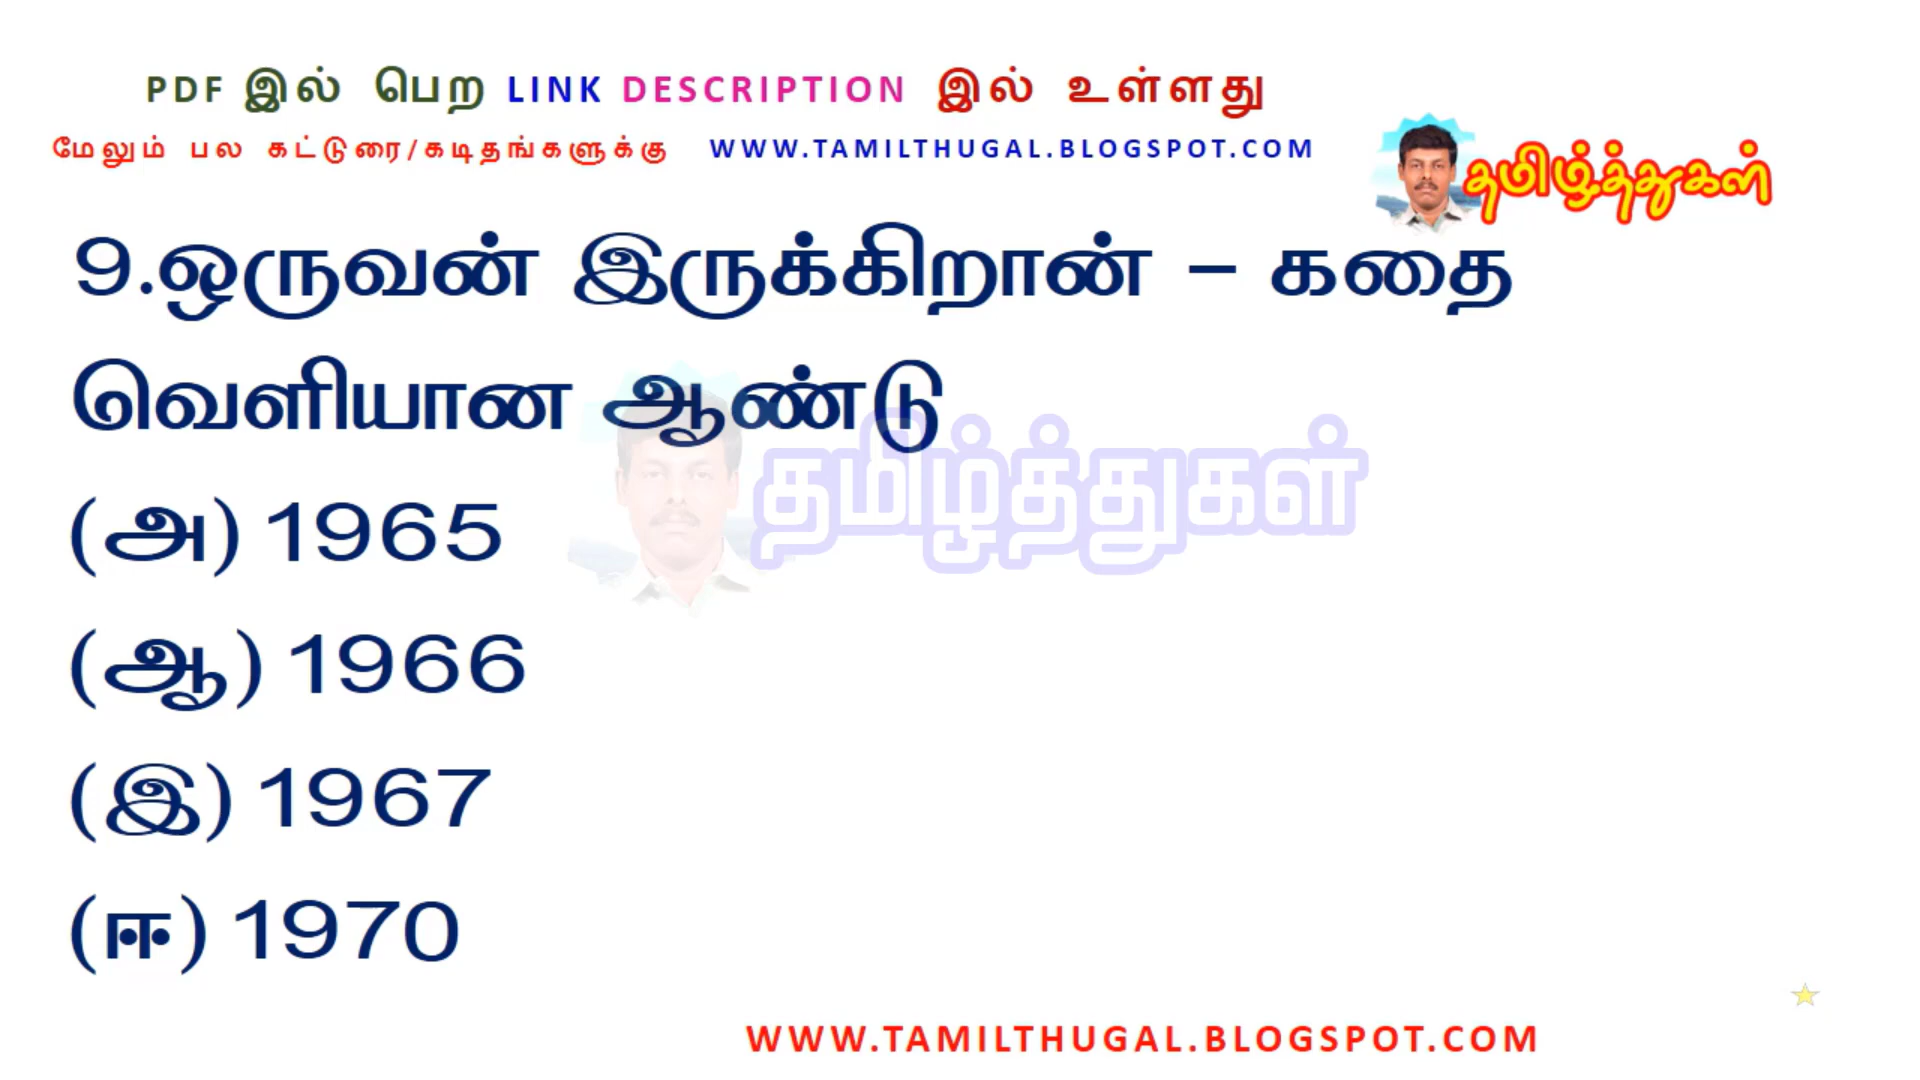 PDF இல் பெற LINK DESCRIPTION இல் உள்ளது
மேலும் பல கட்டுரை/கடிதங்களுக்கு WWW.TAMILTHUGAL.BLOGSPOT.COM
தமிழ்த்துகள்
9.ஒருவன் இருக்கிறான் – கதை
வெளியான ஆண்டு
தமிழ்த்துகள்
(அ) 1965
(ஆ) 1966
(இ) 1967
(ஈ) 1970
WWW.TAMILTHUGAL.BLOGSPOT.COM